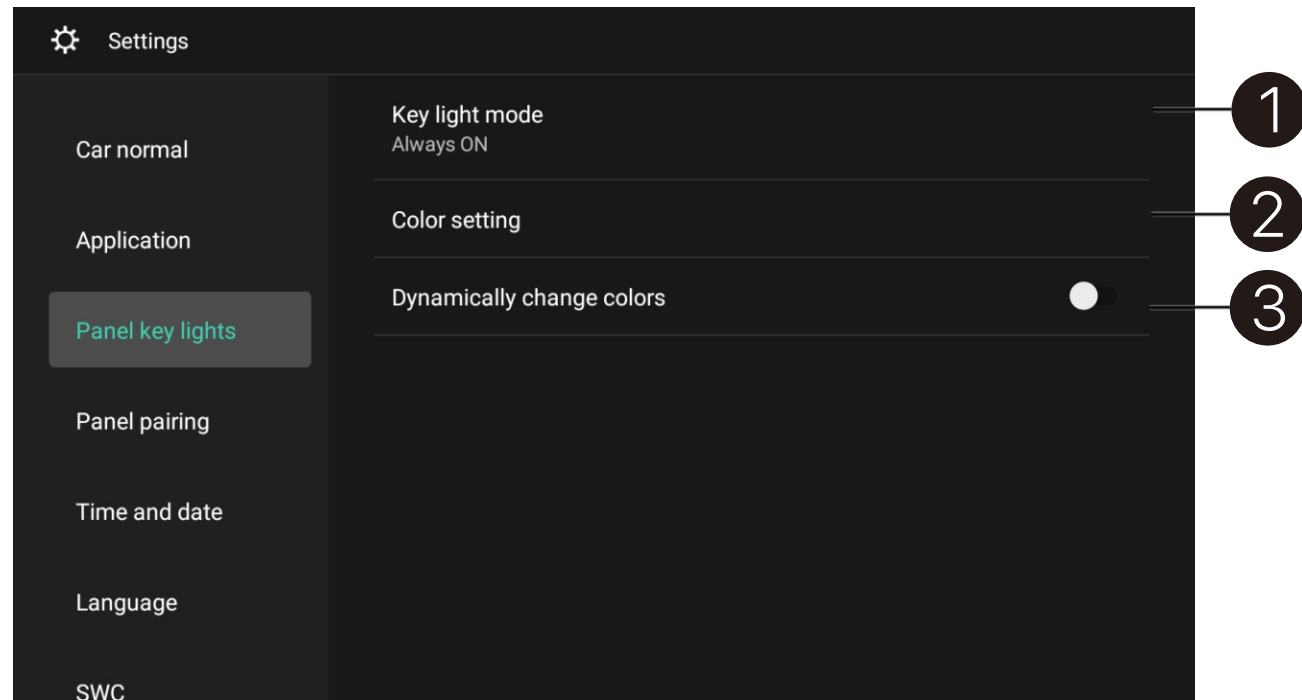 Settings
Car normal
Application
Panel key lights
Panel pairing
Time and date
Language
SWC
Key light mode
Always ON
Color setting
Dynamically change colors
1
2
3